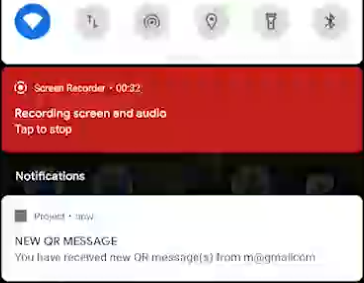 Screen Recorder • 00:32
Recording screen and audio
Tap to stop
Notifications
Project • now
NEW QR MESSAGE
You have received new QR message(s) from m@gmailcom